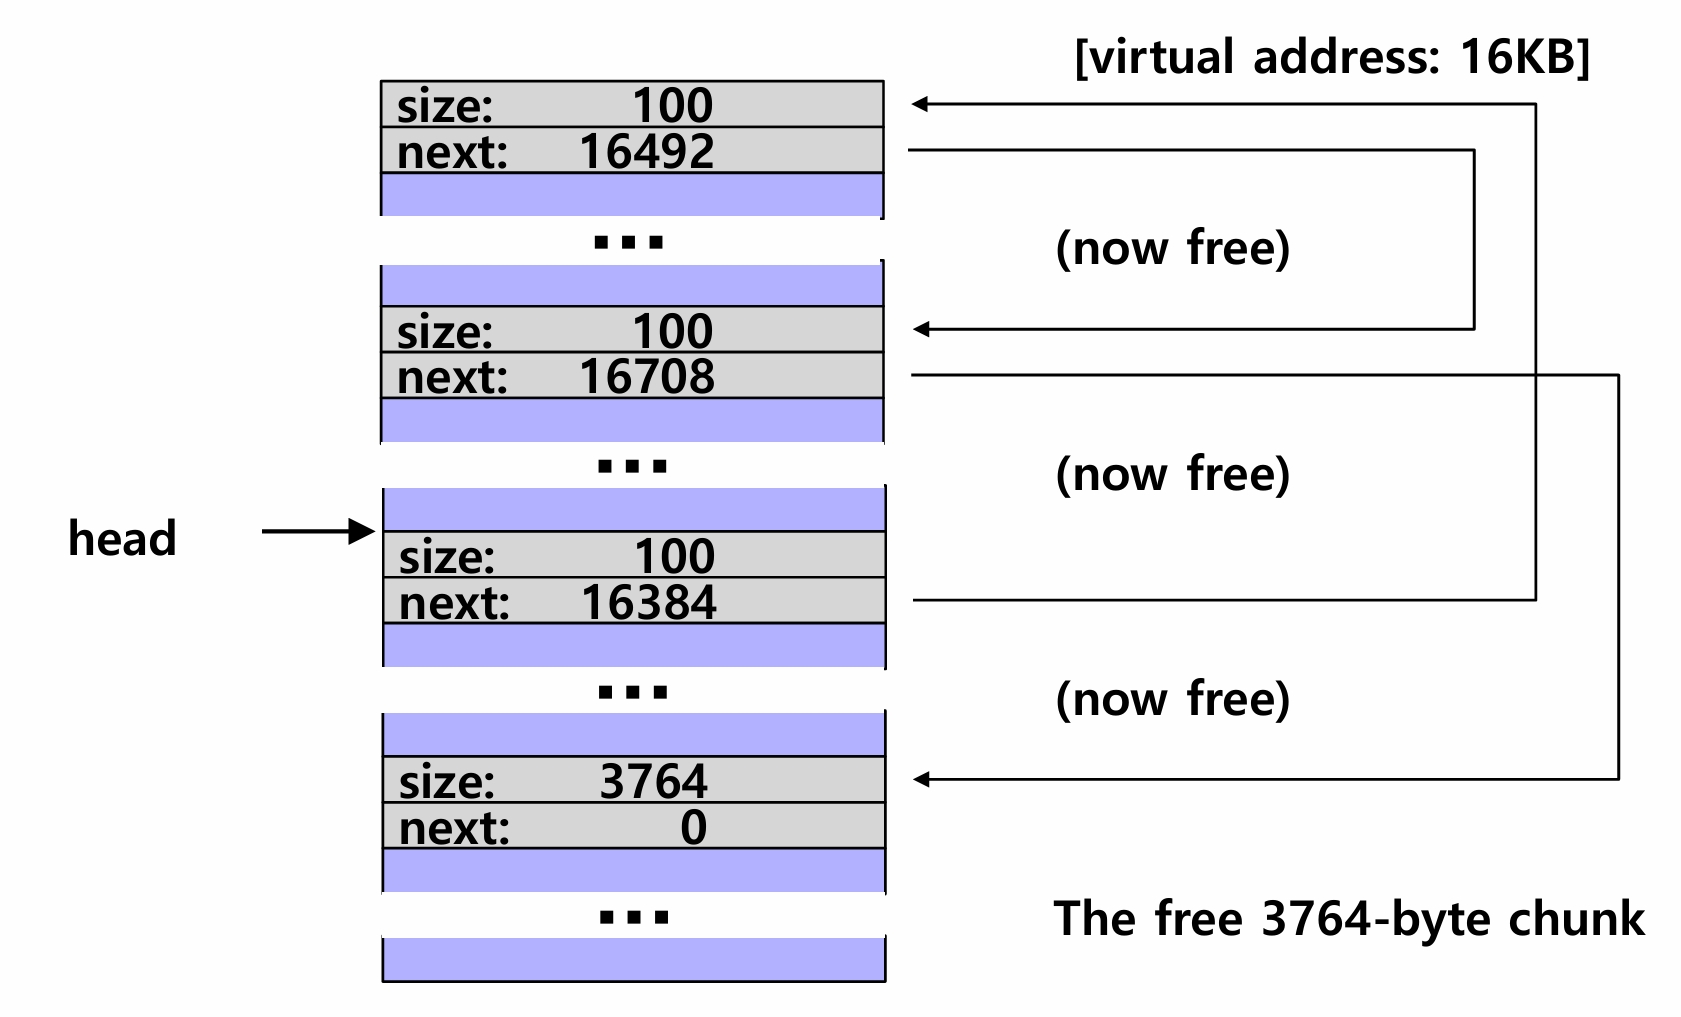 [virtual address: 16KB]
size: 100
next: 16492
...
(now free)
size: 100
next: 16708
...
(now free)
head
size: 100
next: 16384
...
(now free)
size: 3764
next: 0
...
The free 3764-byte chunk